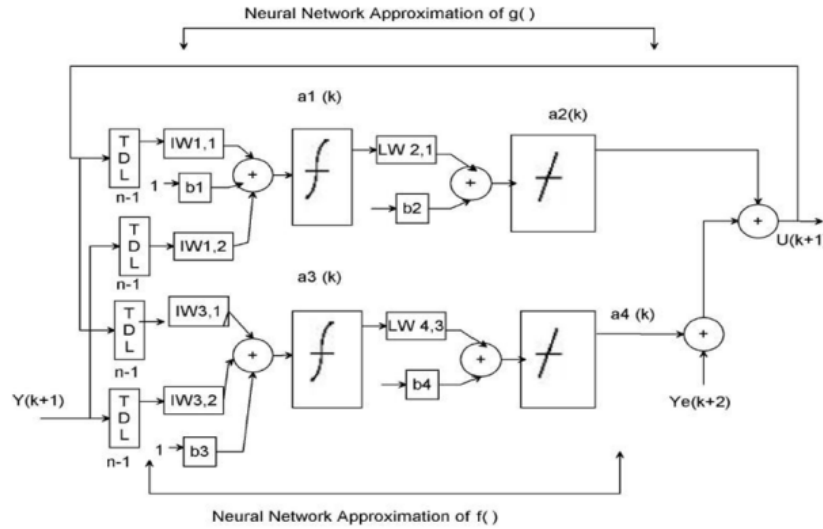 Neural Network Approximation of g( )
a1 (k)
a2(k)
T
D
L
n-1
IW1,1
1
b1
+
LW 2,1
b2
+
+
U(k+1
T
D
L
n-1
IW1,2
a3 (k)
a4 (k)
T
D
L
n-1
IW3,1
+
LW 4,3
b4
+
+
Ye(k+2)
Y(k+1)
T
D
L
n-1
IW3,2
1
b3
Neural Network Approximation of f( )